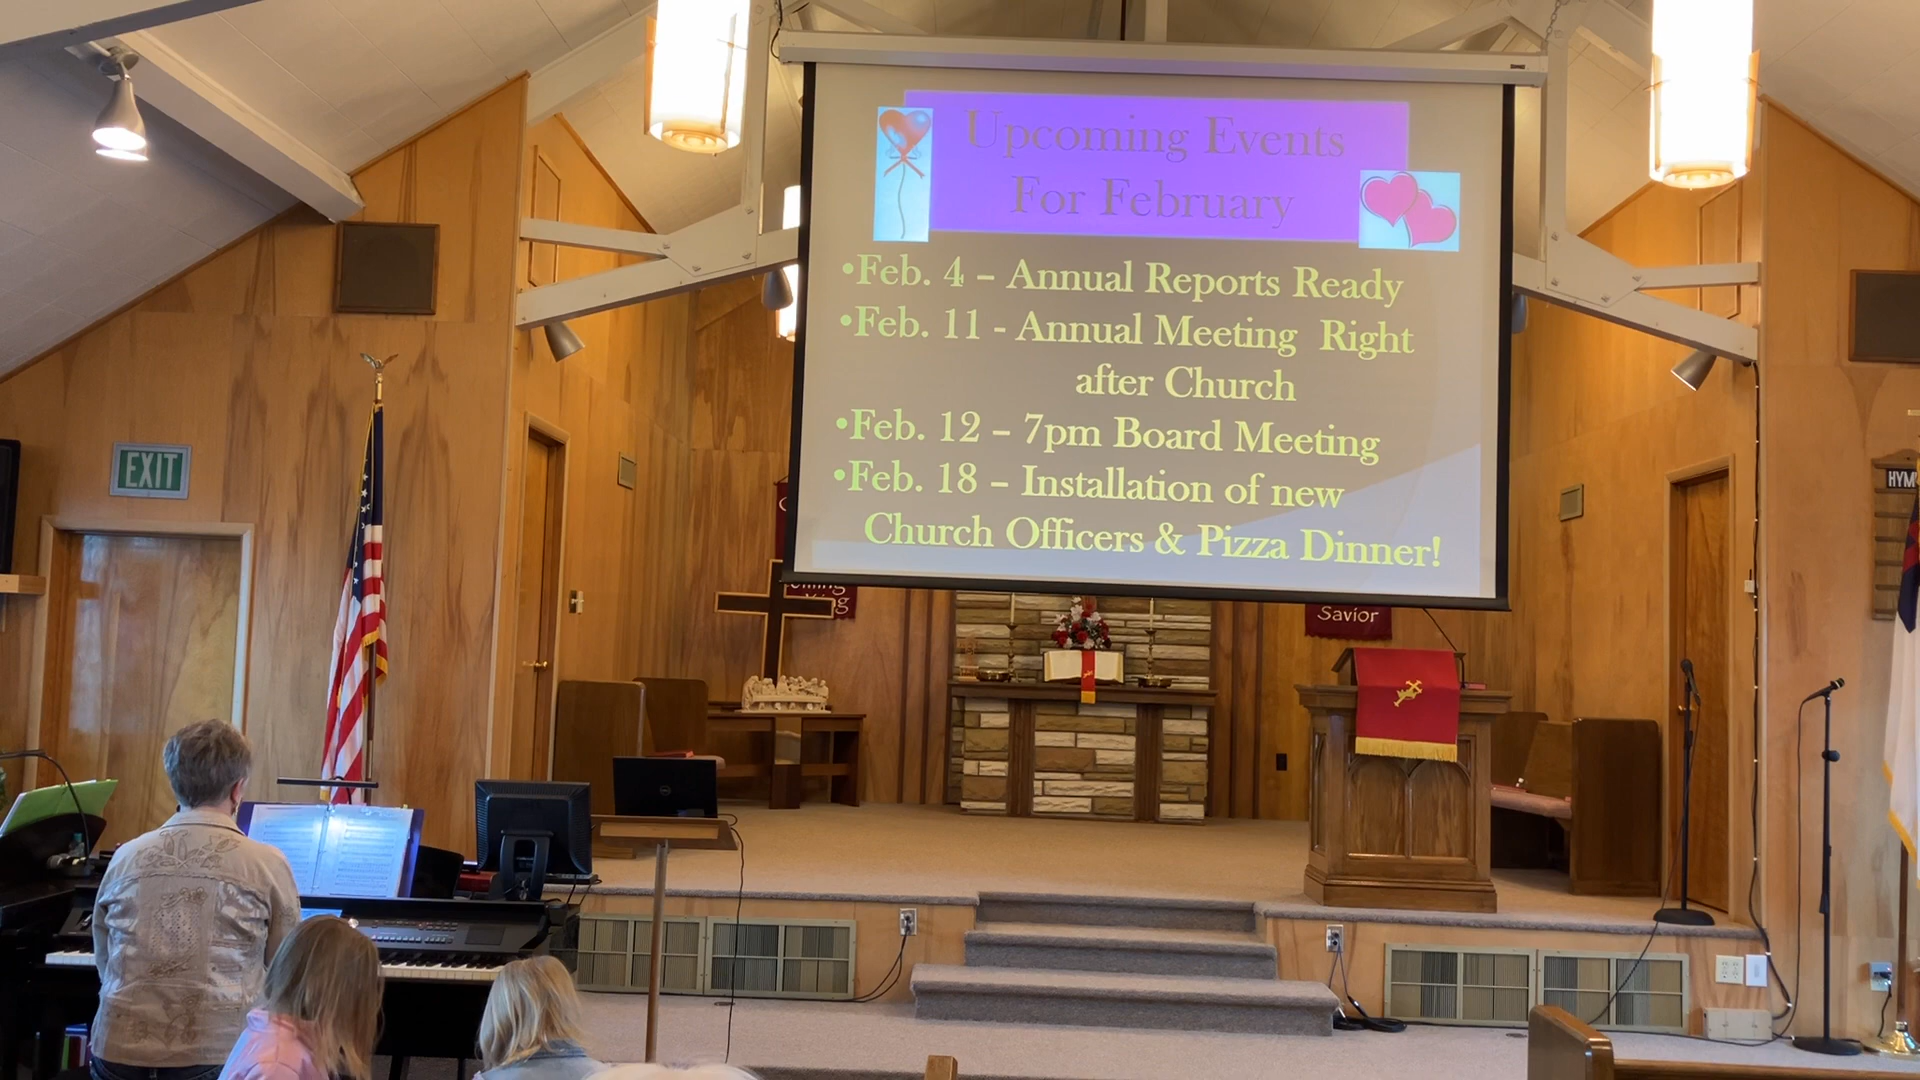 Upcoming Events
For February
•Feb. 4 – Annual Reports Ready
•Feb. 11 - Annual Meeting Right
after Church
•Feb. 12 – 7pm Board Meeting
•Feb. 18 – Installation of new
Church Officers & Pizza Dinner!
EXIT
King
Savior